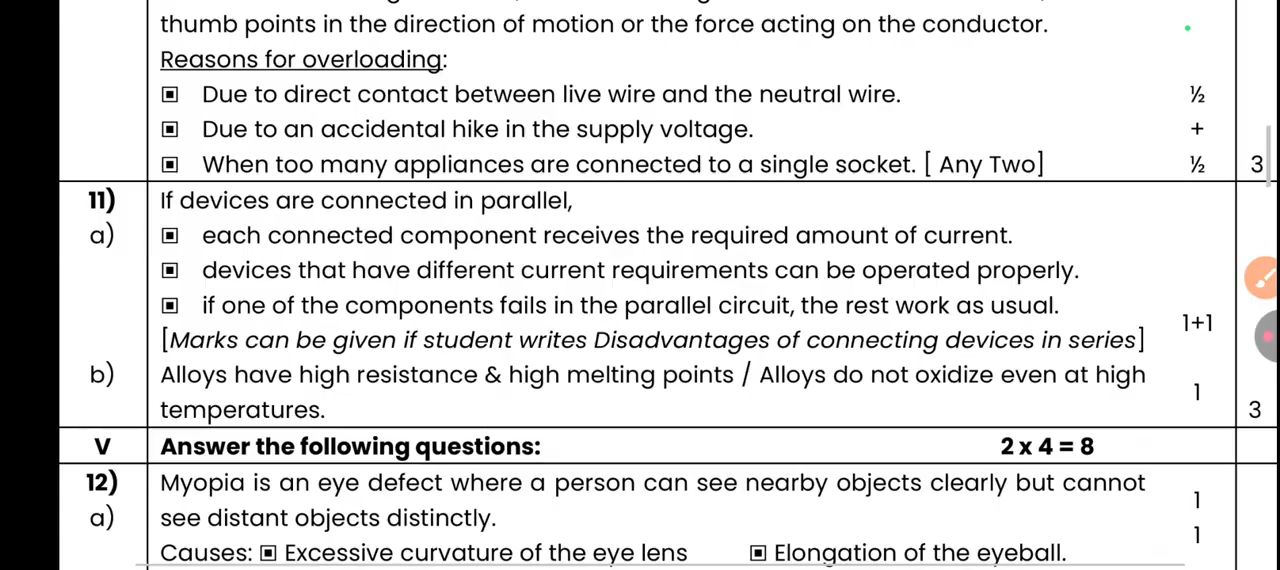 thumb points in the direction of motion or the force acting on the conductor.
Reasons for overloading:
▣ Due to direct contact between live wire and the neutral wire. ½
▣ Due to an accidental hike in the supply voltage. +
▣ When too many appliances are connected to a single socket. [ Any Two] ½ 3
11) If devices are connected in parallel,
a) ▣ each connected component receives the required amount of current.
▣ devices that have different current requirements can be operated properly.
▣ if one of the components fails in the parallel circuit, the rest work as usual.
1+1
[Marks can be given if student writes Disadvantages of connecting devices in series]
b) Alloys have high resistance & high melting points / Alloys do not oxidize even at high
1
temperatures. 3
V Answer the following questions: 2 x 4 = 8
12) Myopia is an eye defect where a person can see nearby objects clearly but cannot
1
a) see distant objects distinctly.
1
Causes: ▣ Excessive curvature of the eye lens ▣ Elongation of the eyeball.